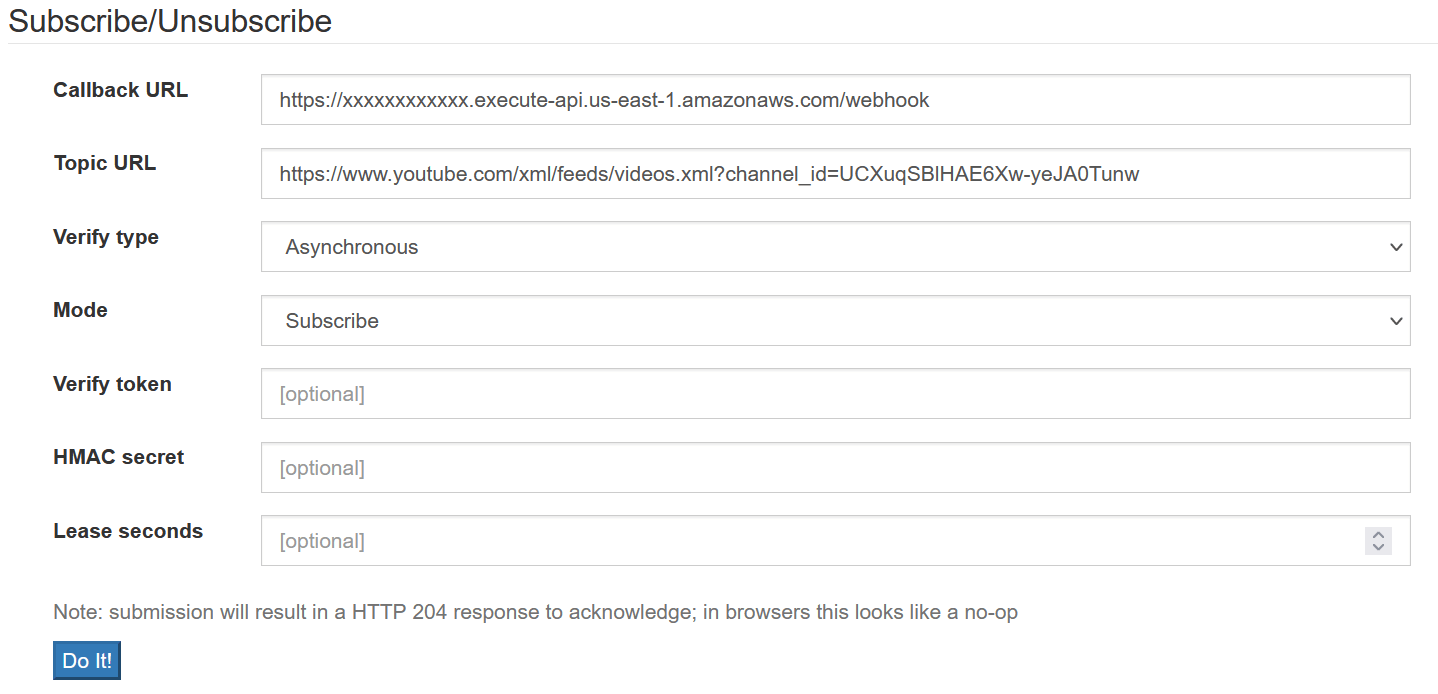 Subscribe/Unsubscribe
Callback URL
https://xxxxxxxxxxxx.execute-api.us-east-1.amazonaws.com/webhook
Topic URL
https://www.youtube.com/xml/feeds/videos.xml?channel_id=UCXuqSBlHAE6Xw-yeJA0Tunw
Verify type
Asynchronous
Mode
Subscribe
Verify token
[optional]
HMAC secret
[optional]
Lease seconds
[optional]
Note: submission will result in a HTTP 204 response to acknowledge; in browsers this looks like a no-op
Do It!